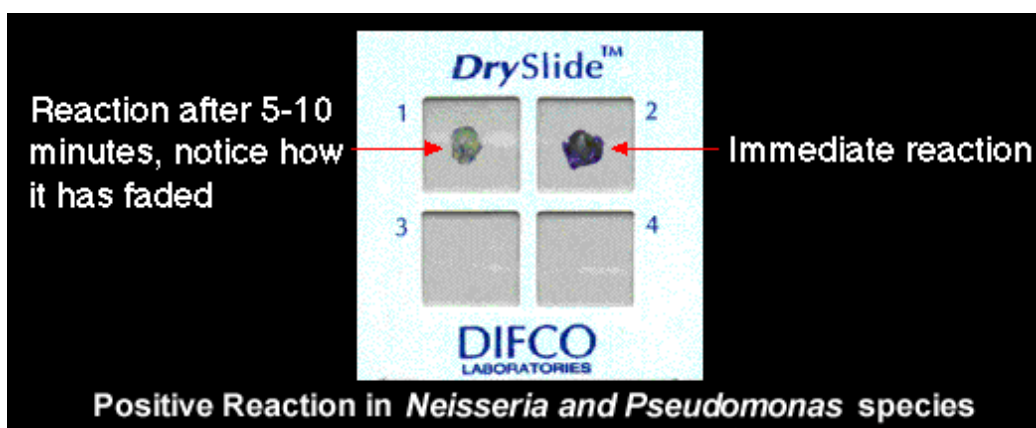 DrySlide™
Reaction after 5-10
minutes, notice how
it has faded
1
2
Immediate reaction
3
4
DIFCO
LABORATORIES
Positive Reaction in Neisseria and Pseudomonas species